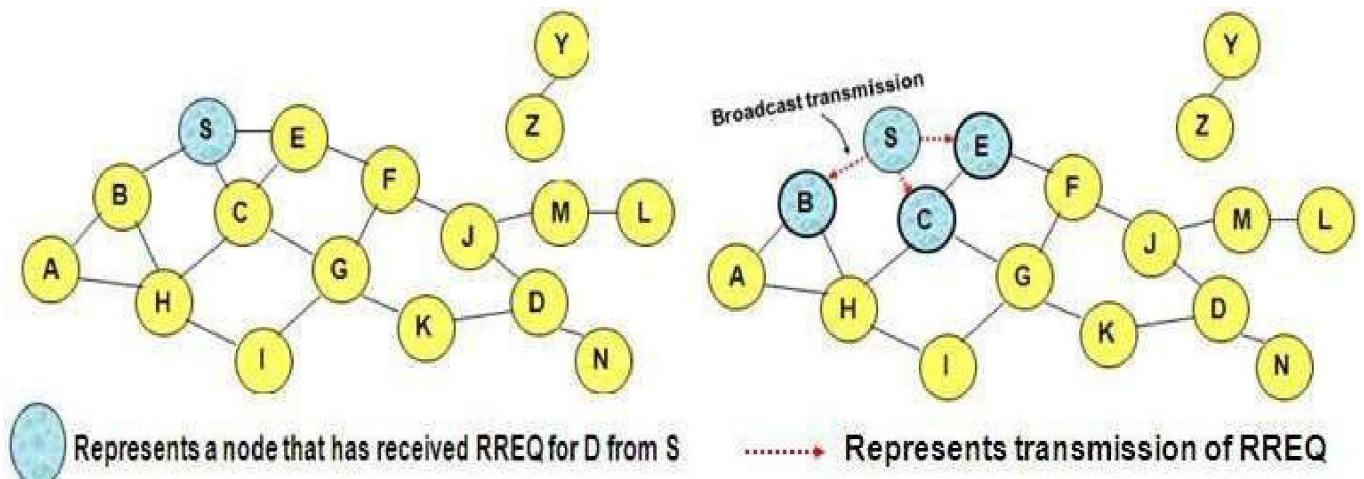 Y
Z
S
E
B
C
F
A
H
G
J
M
L
I
K
D
N
Represents a node that has received RREQ for D from S
Y
Z
Broadcast transmission
S
E
B
C
F
A
H
G
J
M
L
I
K
D
N
Represents transmission of RREQ